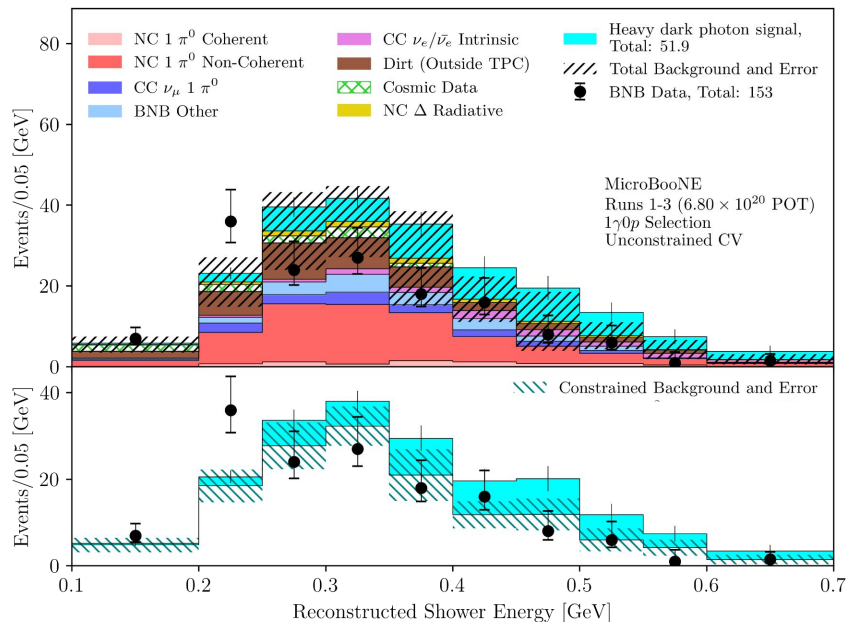 80
60
40
20
0
Events/0.05 [GeV]
NC 1 π⁰ Coherent
NC 1 π⁰ Non-Coherent
CC ν_μ 1 π⁰
BNB Other
CC ν_e/ν̄_e Intrinsic
Dirt (Outside TPC)
Cosmic Data
NC Δ Radiative
Heavy dark photon signal,
Total: 51.9
Total Background and Error
BNB Data, Total: 153
MicroBooNE
Runs 1-3 (6.80 × 10²⁰ POT)
1γ0p Selection
Unconstrained CV
40
20
0
Events/0.05 [GeV]
Constrained Background and Error
0.1 0.2 0.3 0.4 0.5 0.6 0.7
Reconstructed Shower Energy [GeV]